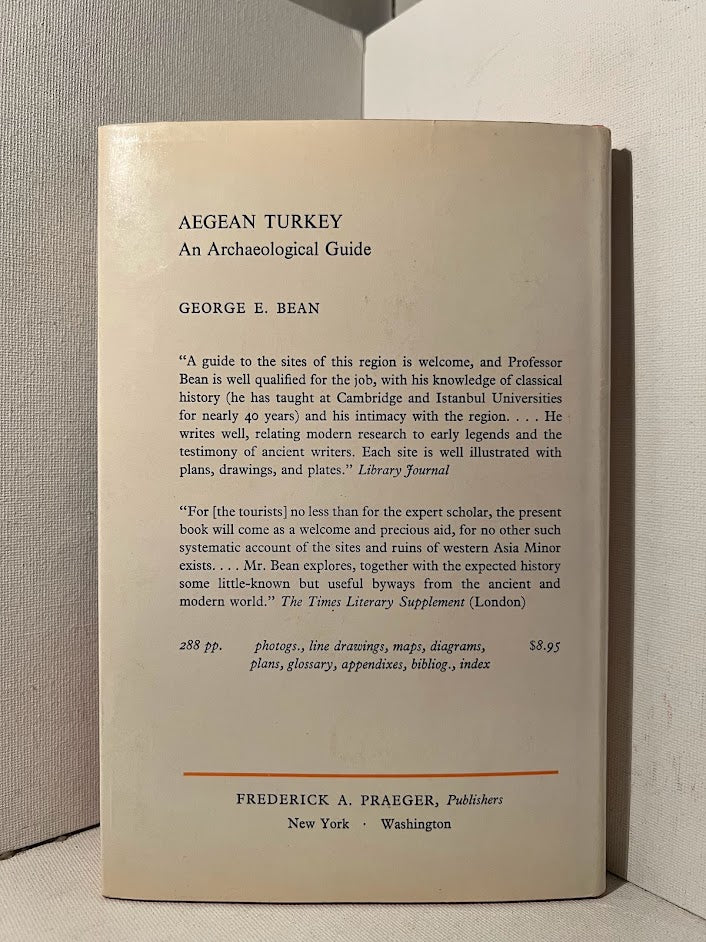 AEGEAN TURKEY
An Archaeological Guide
GEORGE E. BEAN
“A guide to the sites of this region is welcome, and Professor
Bean is well qualified for the job, with his knowledge of classical
history (he has taught at Cambridge and Istanbul Universities
for nearly 40 years) and his intimacy with the region. . . . He
writes well, relating modern research to early legends and the
testimony of ancient writers. Each site is well illustrated with
plans, drawings, and plates.” Library Journal
“For [the tourists] no less than for the expert scholar, the present
book will come as a welcome and precious aid, for no other such
systematic account of the sites and ruins of western Asia Minor
exists. . . . Mr. Bean explores, together with the expected history
some little-known but useful byways from the ancient and
modern world.” The Times Literary Supplement (London)
288 pp. photogs., line drawings, maps, diagrams, $8.95
plans, glossary, appendixes, bibliog., index
FREDERICK A. PRAEGER, Publishers
New York · Washington